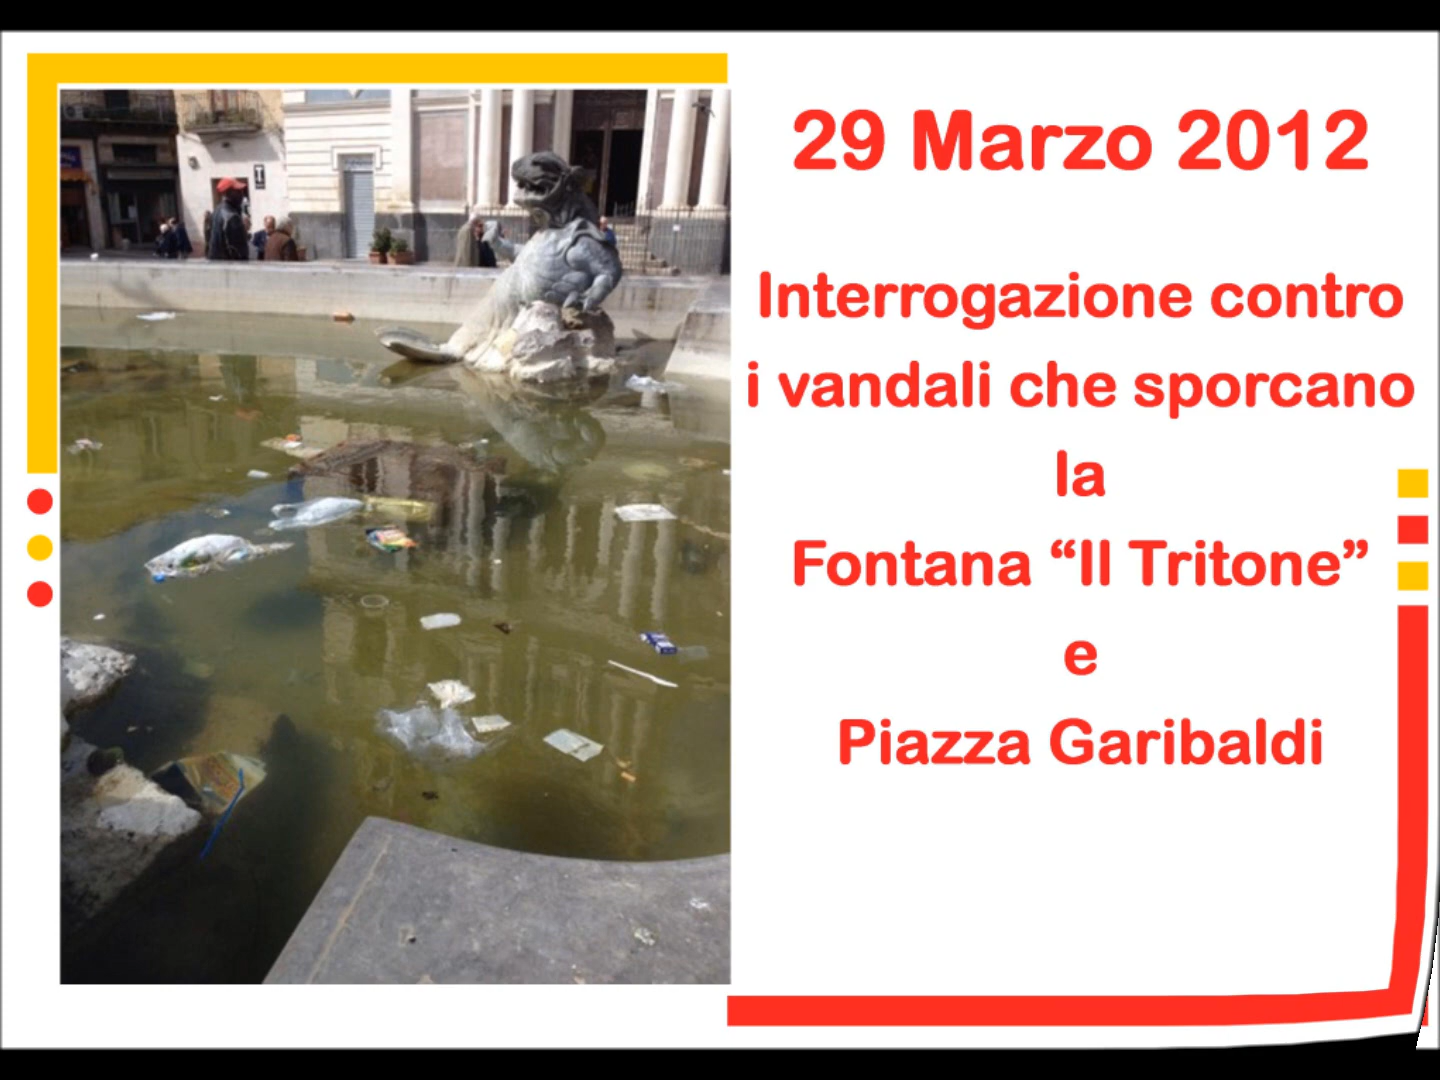 29 Marzo 2012
Interrogazione contro
i vandali che sporcano
la
Fontana “Il Tritone”
e
Piazza Garibaldi
T